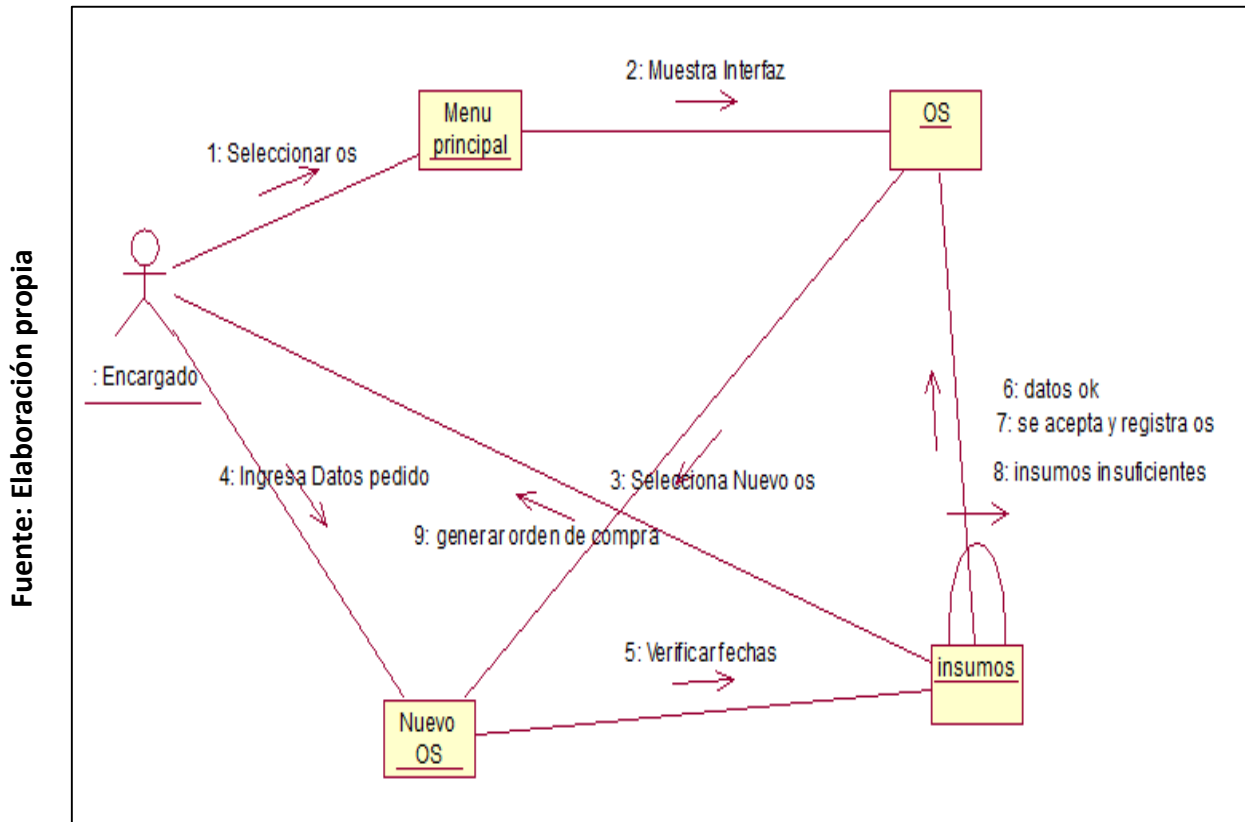 Fuente: Elaboración propia
2: Muestra Interfaz
Menu
principal
OS
1: Seleccionar os
: Encargado
6: datos ok
7: se acepta y registra os
4: Ingresa Datos pedido
3: Selecciona Nuevo os
8: insumos insuficientes
9: generar orden de compra
5: Verificar fechas
insumos
Nuevo
OS